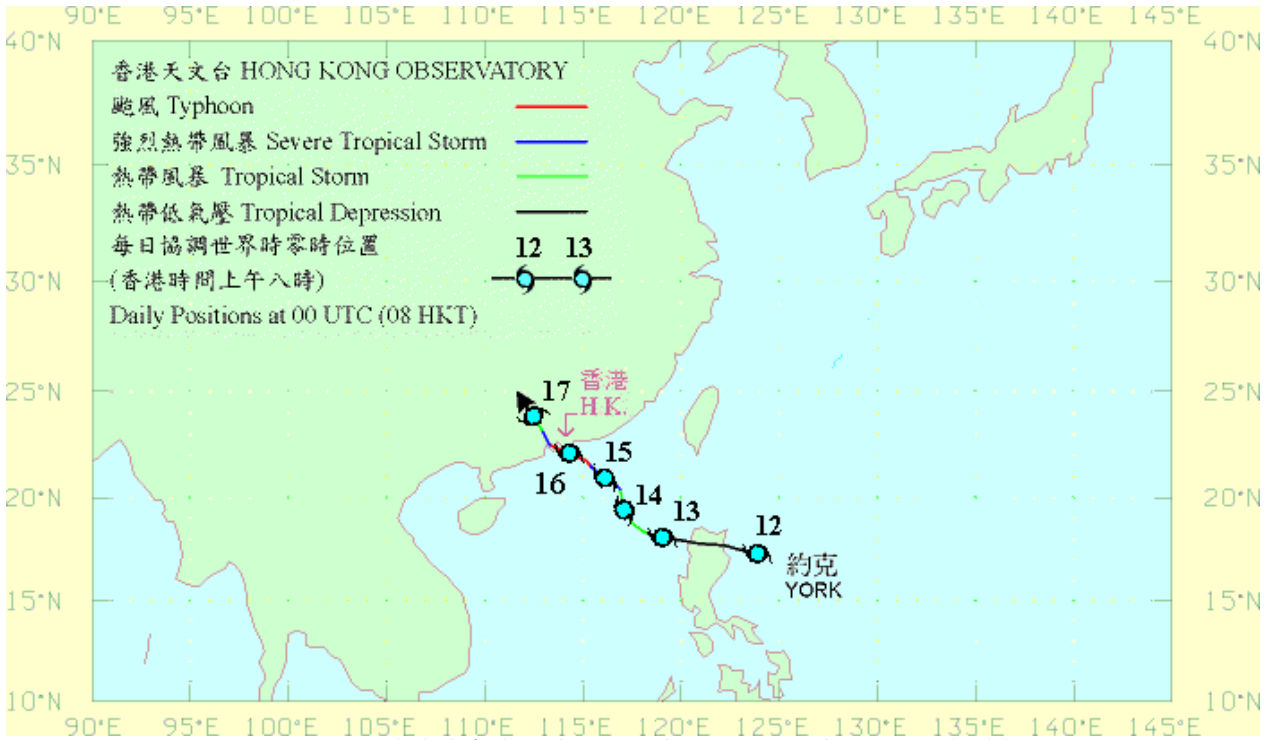 90°E 95°E 100°E 105°E 110°E 115°E 120°E 125°E 130°E 135°E 140°E 145°E
40°N 40°N
香港天文台 HONG KONG OBSERVATORY
颱風 Typhoon
強烈熱帶風暴 Severe Tropical Storm
35°N 35°N
熱帶風暴 Tropical Storm
熱帶低氣壓 Tropical Depression
每日協調世界時零時位置 12 13
(香港時間上午八時)
30°N 30°N
Daily Positions at 00 UTC (08 HKT)
香港
H.K.
25°N 25°N
17
15
16
14
20°N 20°N
13
12
約克
YORK
15°N 15°N
10°N 10°N
90°E 95°E 100°E 105°E 110°E 115°E 120°E 125°E 130°E 135°E 140°E 145°E